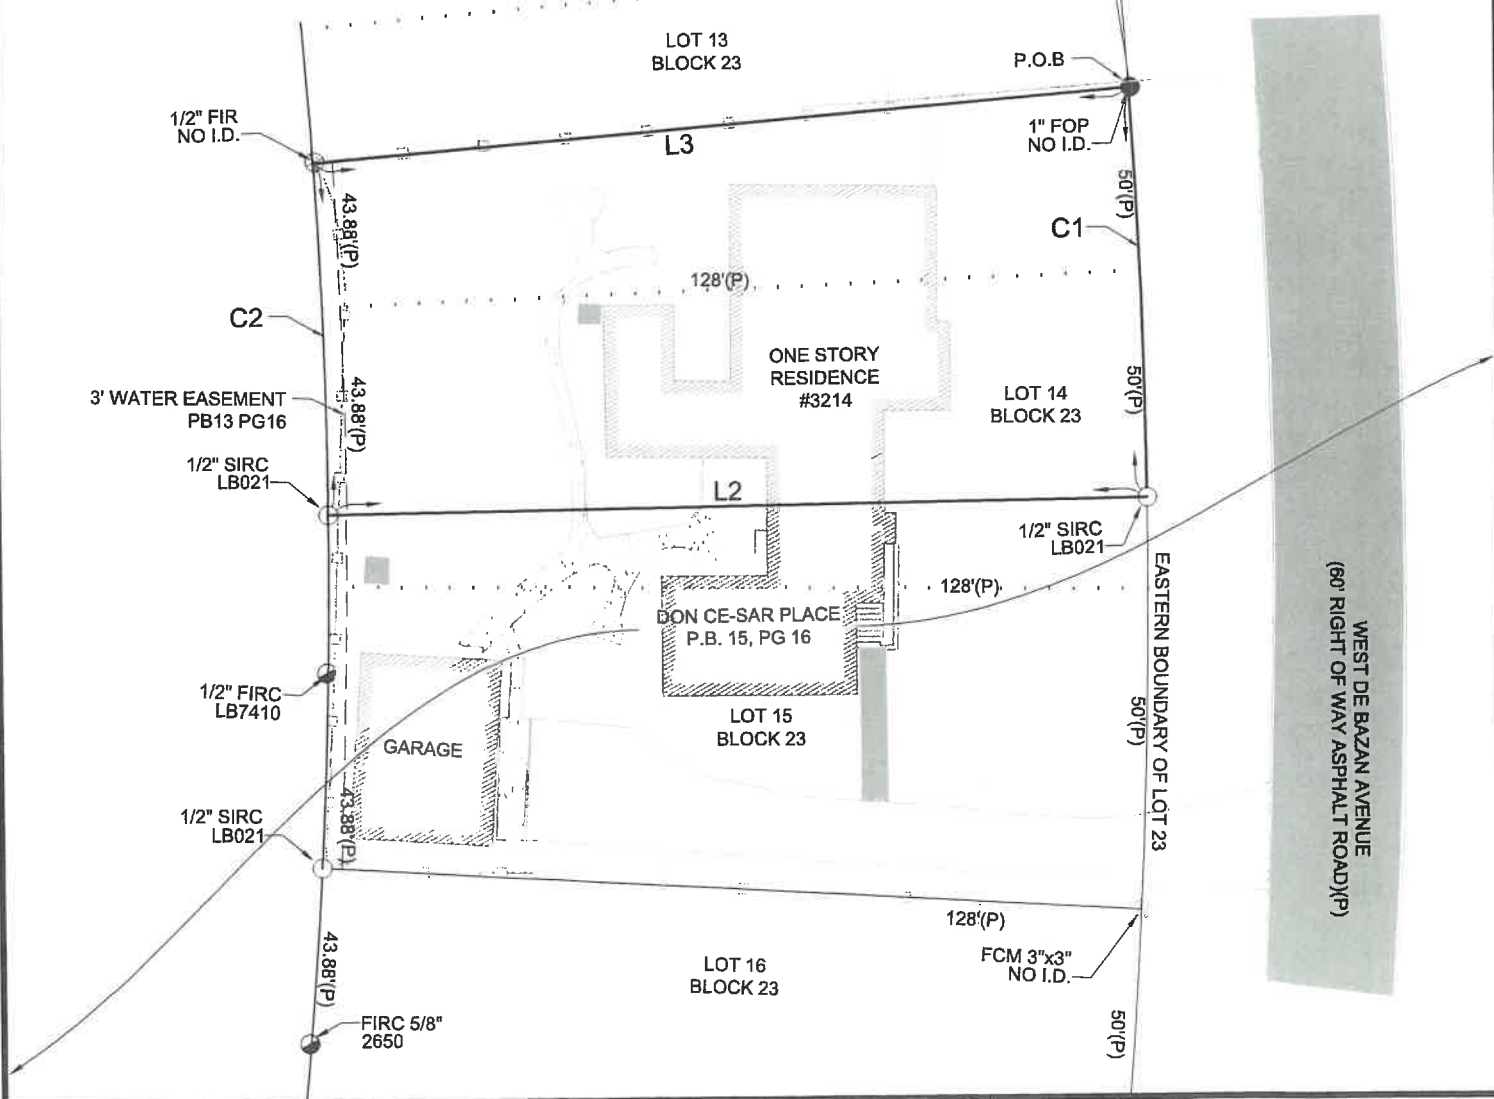 LOT 13
BLOCK 23
P.O.B
1/2" FIR
NO I.D.
1" FOP
NO I.D.
L3
50'(P)
43.88'(P)
C1
128'(P)
C2
ONE STORY
RESIDENCE
#3214
50'(P)
43.88'(P)
LOT 14
BLOCK 23
3' WATER EASEMENT
PB13 PG16
1/2" SIRC
LB021
L2
1/2" SIRC
LB021
128'(P)
DON CE-SAR PLACE
P.B. 15, PG 16
EASTERN BOUNDARY OF LOT 23
WEST DE BAZAN AVENUE
(60' RIGHT OF WAY ASPHALT ROAD)(P)
1/2" FIRC
LB7410
LOT 15
BLOCK 23
50'(P)
GARAGE
1/2" SIRC
LB021
43.88'(P)
128'(P)
FCM 3"x3"
NO I.D.
LOT 16
BLOCK 23
43.88'(P)
FIRC 5/8"
2650
50'(P)